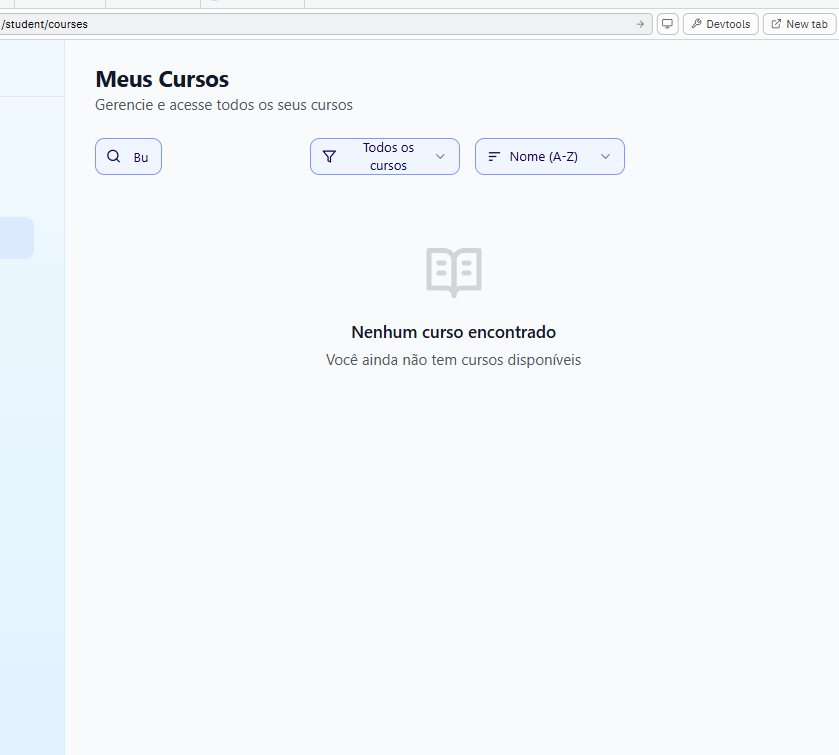 /student/courses
Devtools
New tab
Meus Cursos
Gerencie e acesse todos os seus cursos
Bu
Todos os
cursos
Nome (A-Z)
Nenhum curso encontrado
Você ainda não tem cursos disponíveis